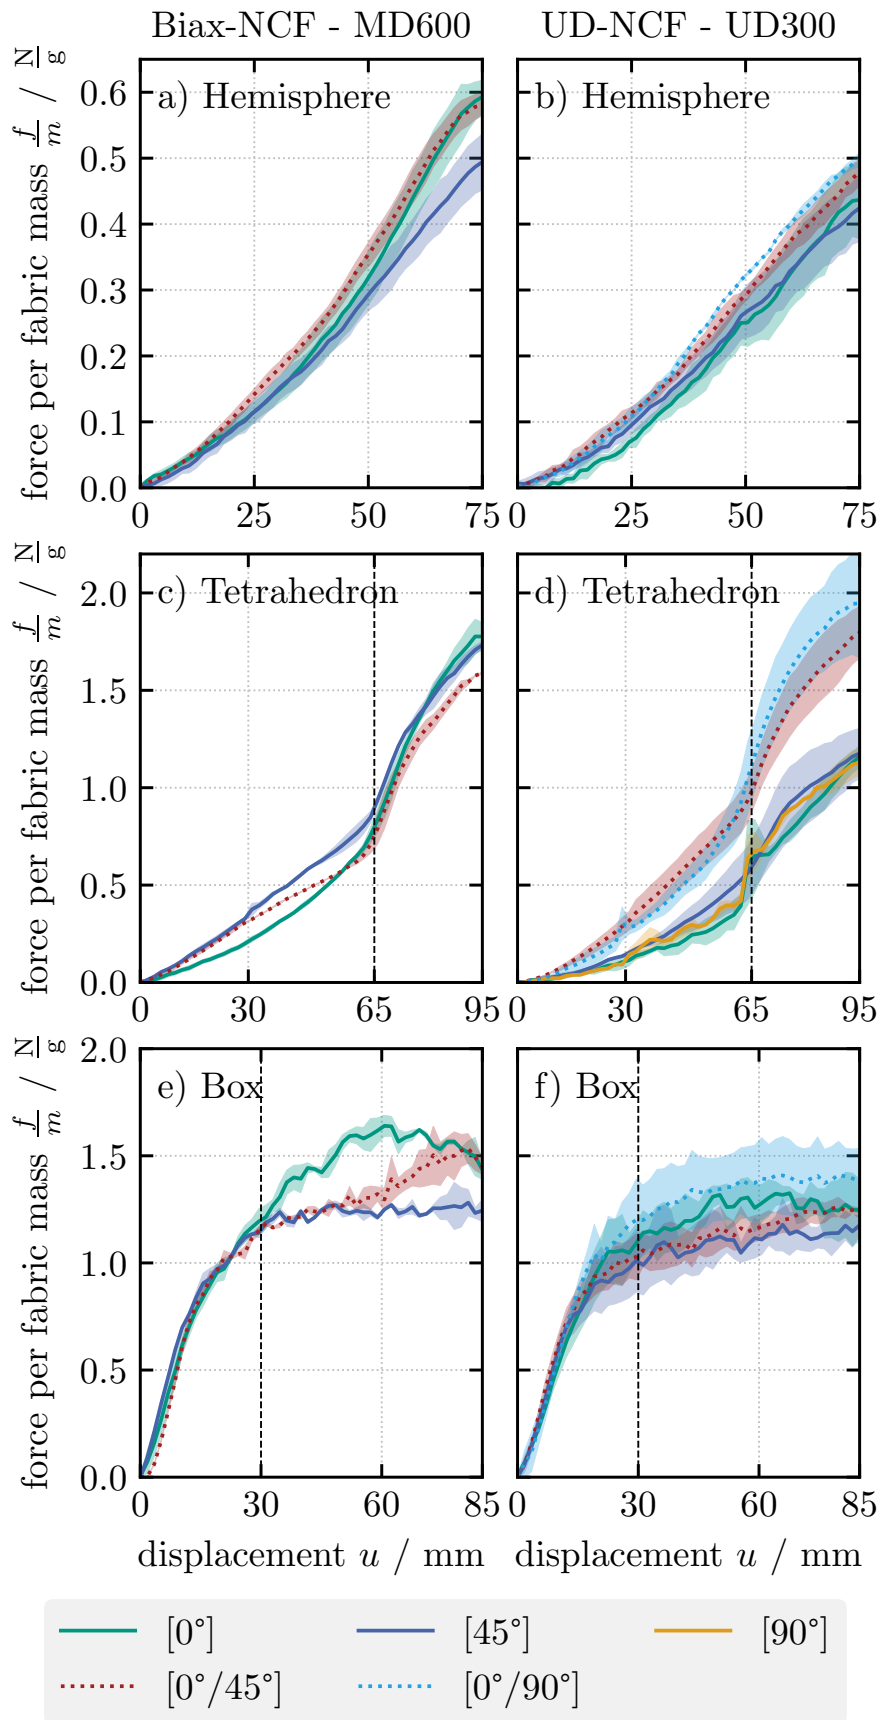 Biax-NCF - MD600
UD-NCF - UD300
force per fabric mass f/m / N/g
0.6
0.5
0.4
0.3
0.2
0.1
0.0
a) Hemisphere
b) Hemisphere
0 25 50 75
0 25 50 75
force per fabric mass f/m / N/g
2.0
1.5
1.0
0.5
0.0
c) Tetrahedron
d) Tetrahedron
0 30 65 95
0 30 65 95
force per fabric mass f/m / N/g
2.0
1.5
1.0
0.5
0.0
e) Box
f) Box
0 30 60 85
0 30 60 85
displacement u / mm
displacement u / mm
[0°] [45°] [90°]
[0°/45°] [0°/90°]